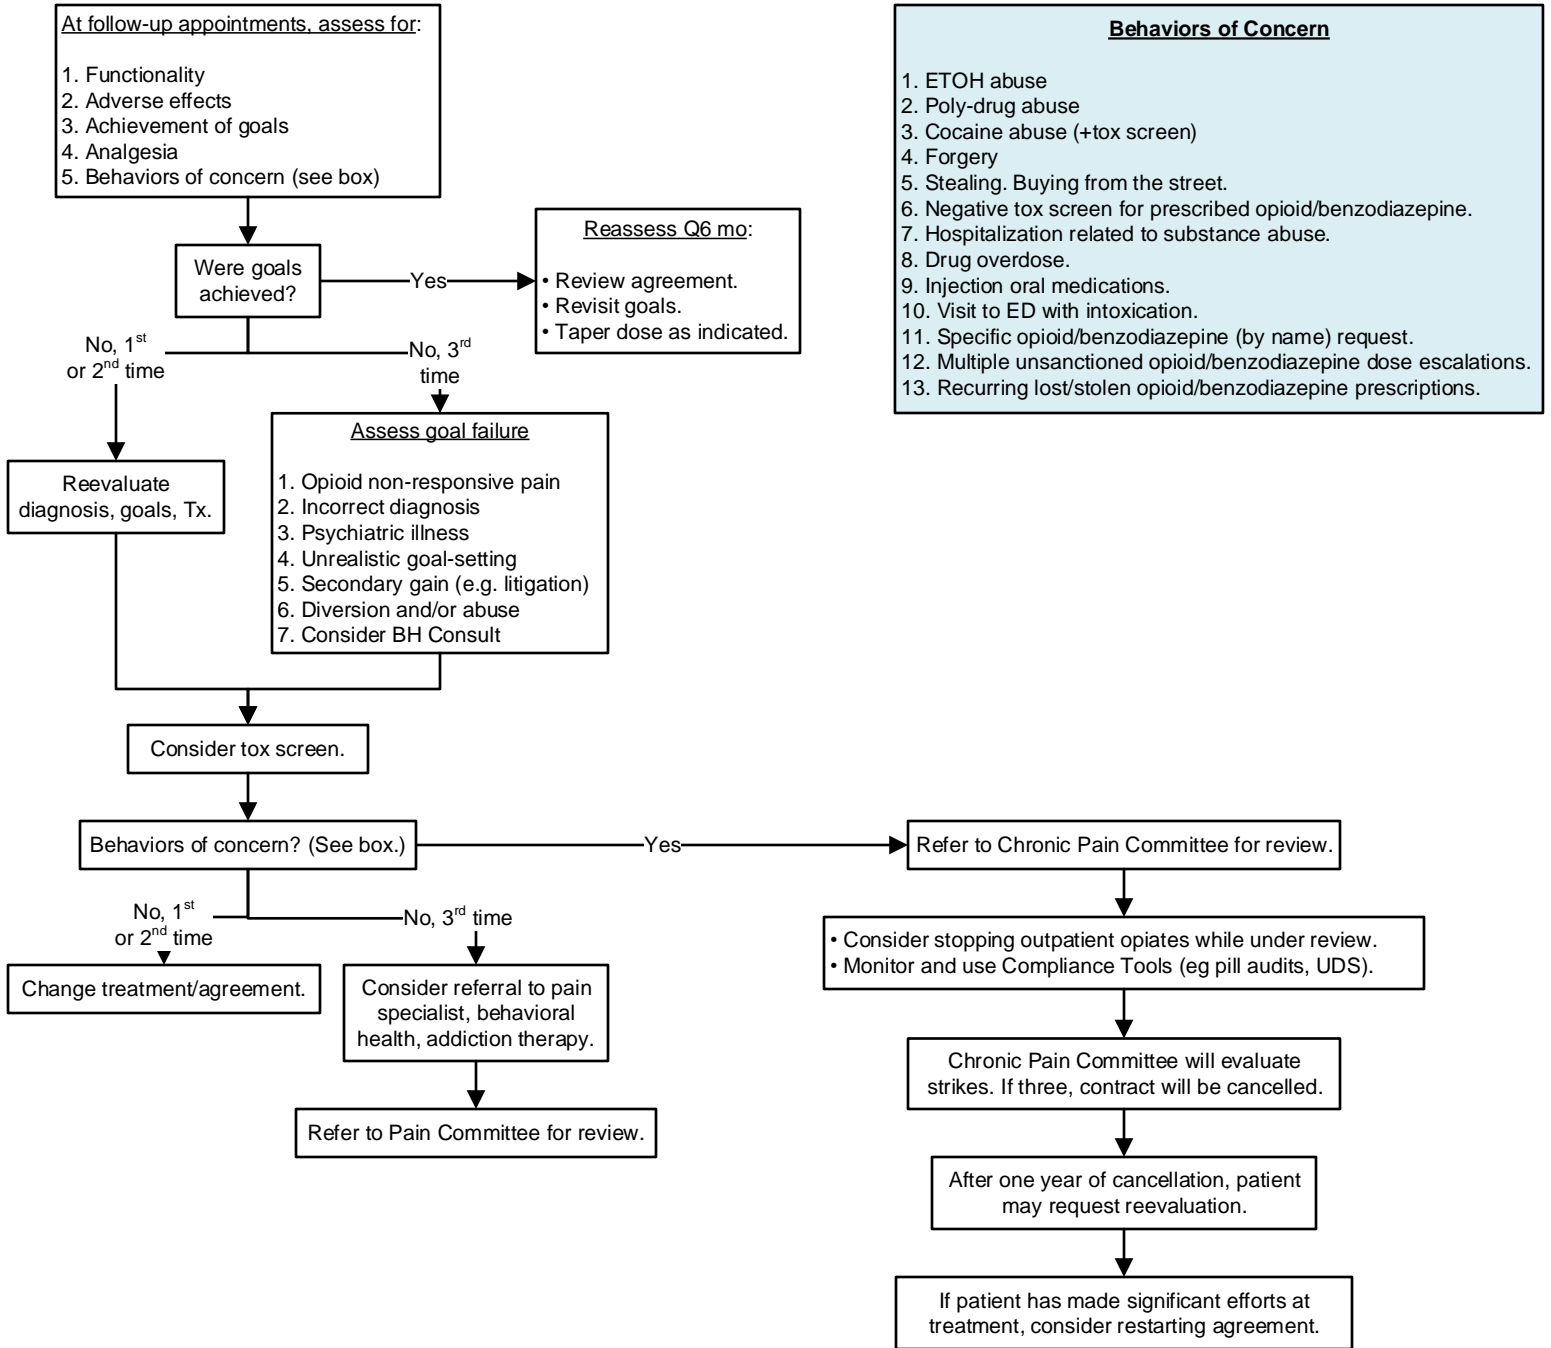 At follow-up appointments, assess for:
1. Functionality
2. Adverse effects
3. Achievement of goals
4. Analgesia
5. Behaviors of concern (see box)
Behaviors of Concern
1. ETOH abuse
2. Poly-drug abuse
3. Cocaine abuse (+tox screen)
4. Forgery
5. Stealing. Buying from the street.
6. Negative tox screen for prescribed opioid/benzodiazepine.
7. Hospitalization related to substance abuse.
8. Drug overdose.
9. Injection oral medications.
10. Visit to ED with intoxication.
11. Specific opioid/benzodiazepine (by name) request.
12. Multiple unsanctioned opioid/benzodiazepine dose escalations.
13. Recurring lost/stolen opioid/benzodiazepine prescriptions.
Were goals
achieved?
Yes
Reassess Q6 mo:
• Review agreement.
• Revisit goals.
• Taper dose as indicated.
No, 1st
or 2nd time
No, 3rd
time
Reevaluate
diagnosis, goals, Tx.
Assess goal failure
1. Opioid non-responsive pain
2. Incorrect diagnosis
3. Psychiatric illness
4. Unrealistic goal-setting
5. Secondary gain (e.g. litigation)
6. Diversion and/or abuse
7. Consider BH Consult
Consider tox screen.
Behaviors of concern? (See box.)
Yes
Refer to Chronic Pain Committee for review.
No, 1st
or 2nd time
No, 3rd time
Change treatment/agreement.
Consider referral to pain
specialist, behavioral
health, addiction therapy.
Refer to Pain Committee for review.
• Consider stopping outpatient opiates while under review.
• Monitor and use Compliance Tools (eg pill audits, UDS).
Chronic Pain Committee will evaluate
strikes. If three, contract will be cancelled.
After one year of cancellation, patient
may request reevaluation.
If patient has made significant efforts at
treatment, consider restarting agreement.